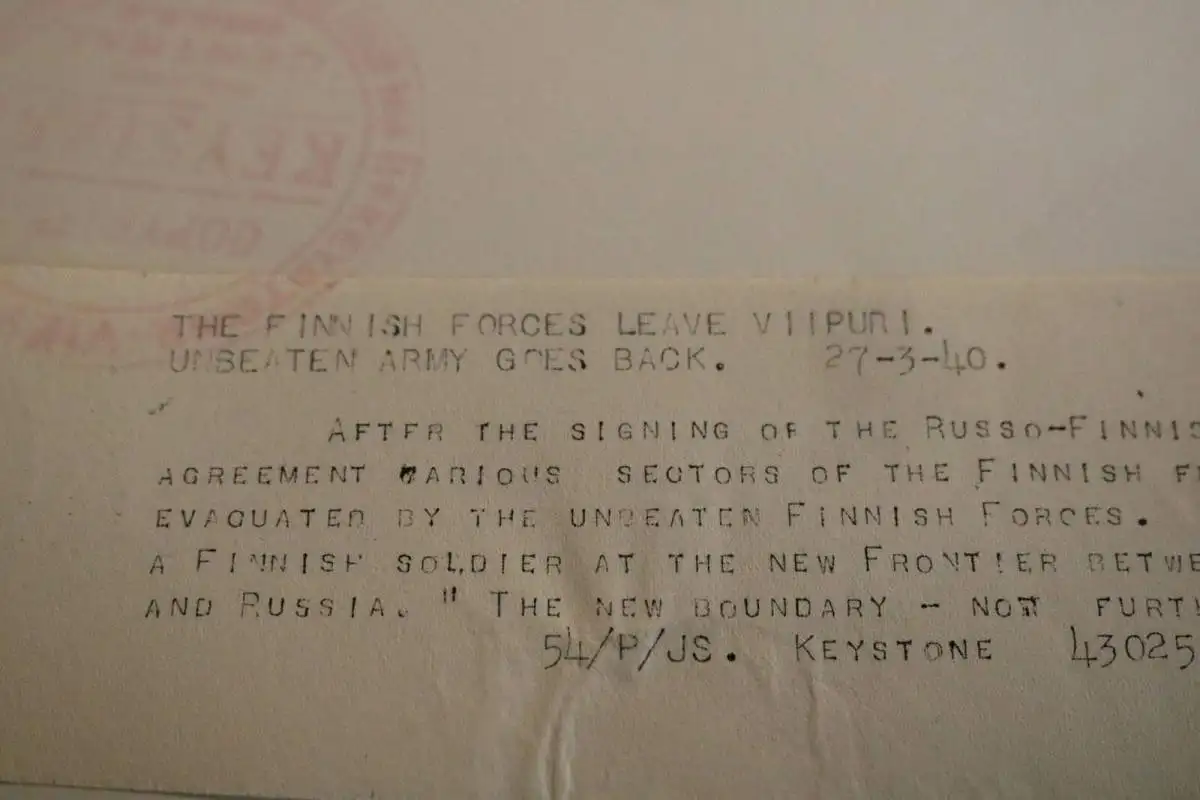 KEYSTONE
THE FINNISH FORCES LEAVE VIIPURI.
UNBEATEN ARMY GOES BACK. 27-3-40.
AFTER THE SIGNING OF THE RUSSO-FINNIS
AGREEMENT VARIOUS SECTORS OF THE FINNISH F
EVACUATED BY THE UNBEATEN FINNISH FORCES.
A FINNISH SOLDIER AT THE NEW FRONTIER BETWE
AND RUSSIA. " THE NEW BOUNDARY - NOT FURTH
54/P/JS. KEYSTONE 43025